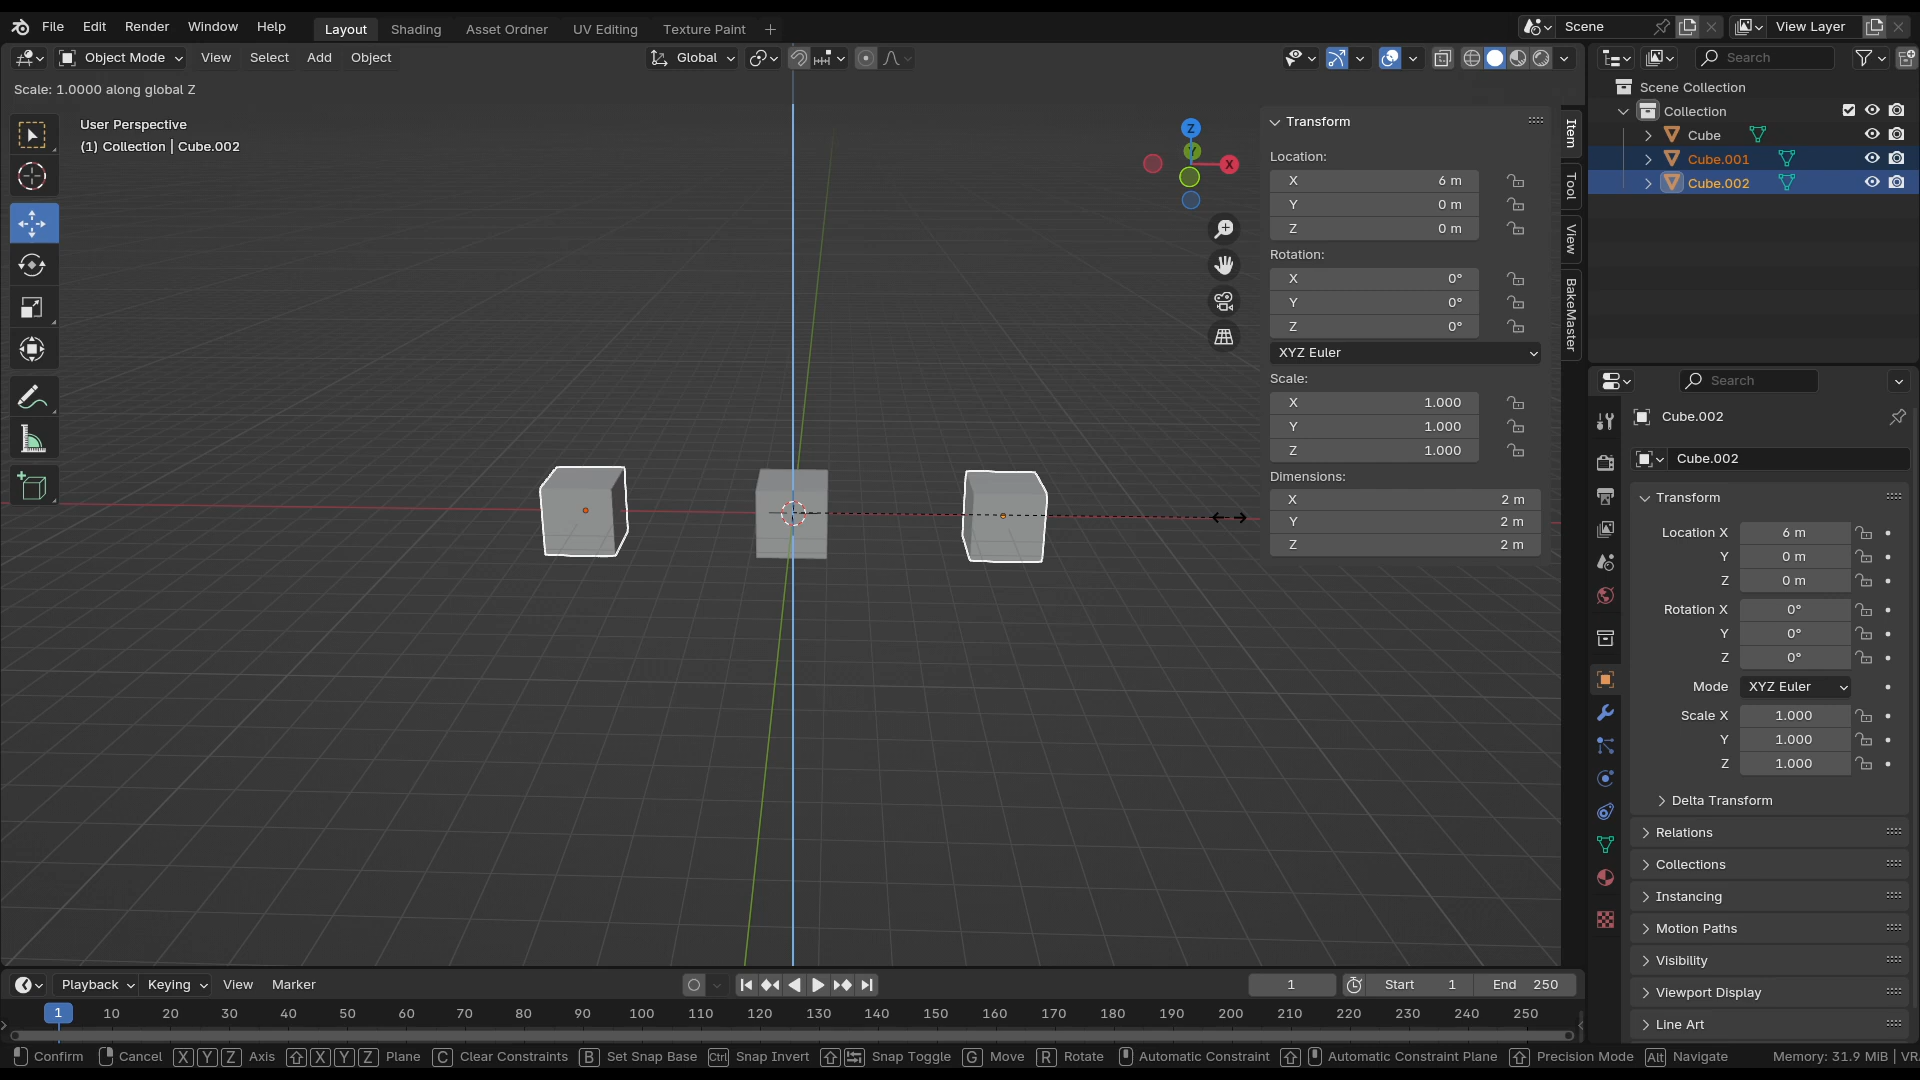 File Edit Render Window Help Layout Shading Asset Ordner UV Editing Texture Paint + Scene View Layer
Object Mode View Select Add Object Global Search
Scale: 1.0000 along global Z
User Perspective
(1) Collection | Cube.002
Z
Y
X
Transform
Location:
X 6 m
Y 0 m
Z 0 m
Rotation:
X 0°
Y 0°
Z 0°
XYZ Euler
Scale:
X 1.000
Y 1.000
Z 1.000
Dimensions:
X 2 m
Y 2 m
Z 2 m
Item
Tool
View
BakeMaster
Scene Collection
Collection
Cube
Cube.001
Cube.002
Search
Cube.002
Cube.002
Transform
Location X 6 m
Y 0 m
Z 0 m
Rotation X 0°
Y 0°
Z 0°
Mode XYZ Euler
Scale X 1.000
Y 1.000
Z 1.000
Delta Transform
Relations
Collections
Instancing
Motion Paths
Visibility
Viewport Display
Line Art
Playback Keying View Marker 1 Start 1 End 250
1 10 20 30 40 50 60 70 80 90 100 110 120 130 140 150 160 170 180 190 200 210 220 230 240 250
Confirm Cancel X Y Z Axis X Y Z Plane C Clear Constraints B Set Snap Base Ctrl Snap Invert Snap Toggle G Move R Rotate Automatic Constraint Automatic Constraint Plane Precision Mode Alt Navigate Memory: 31.9 MiB | VR